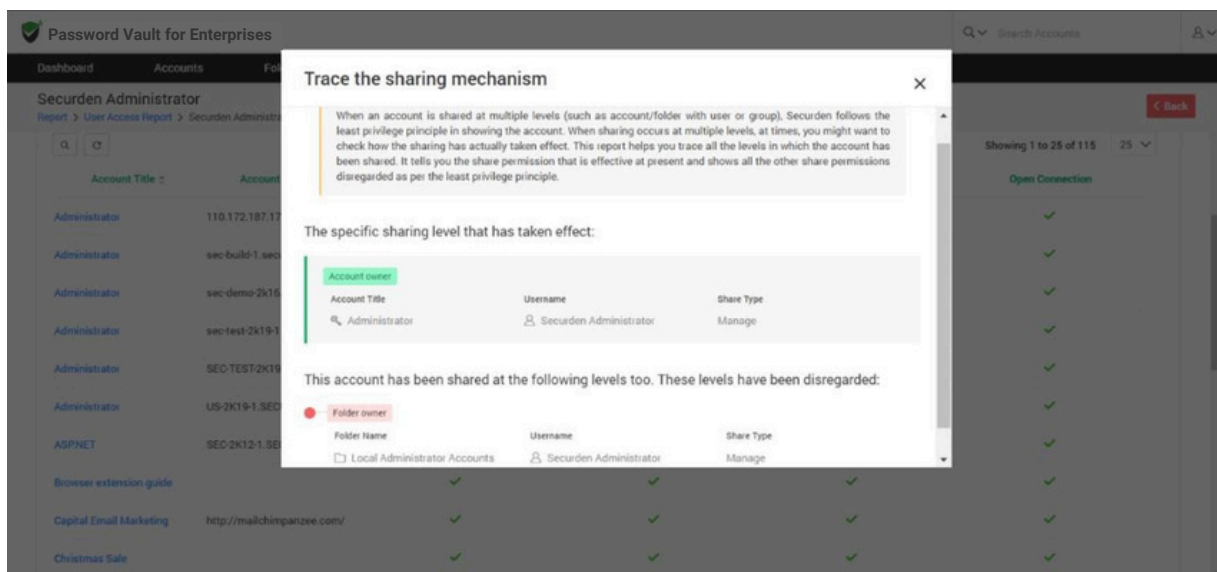 Password Vault for Enterprises
Search Accounts
Dashboard Accounts
Securden Administrator
Report > User Access Report > Securden Administra
< Back
Trace the sharing mechanism
When an account is shared at multiple levels (such as account/folder with user or group), Securden follows the
least privilege principle in showing the account. When sharing occurs at multiple levels, at times, you might want to
check how the sharing has actually taken effect. This report helps you trace all the levels in which the account has
been shared. It tells you the share permission that is effective at present and shows all the other share permissions
disregarded as per the least privilege principle.
Showing 1 to 25 of 115 25
Account Title Account Open Connection
Administrator 110.172.187.17
The specific sharing level that has taken effect:
Administrator sec-build-1.sec
Account owner
Account Title Username Share Type
Administrator Securden Administrator Manage
Administrator sec-demo-2k16
Administrator sec-test-2k19-1
Administrator SEC-TEST-2K19
This account has been shared at the following levels too. These levels have been disregarded:
Administrator US-2K19-1.SEC
Folder owner
Folder Name Username Share Type
Local Administrator Accounts Securden Administrator Manage
ASP.NET SEC-2K12-1.SE
Browser extension guide
Capital Email Marketing http://mailchimpanzee.com/
Christmas Sale